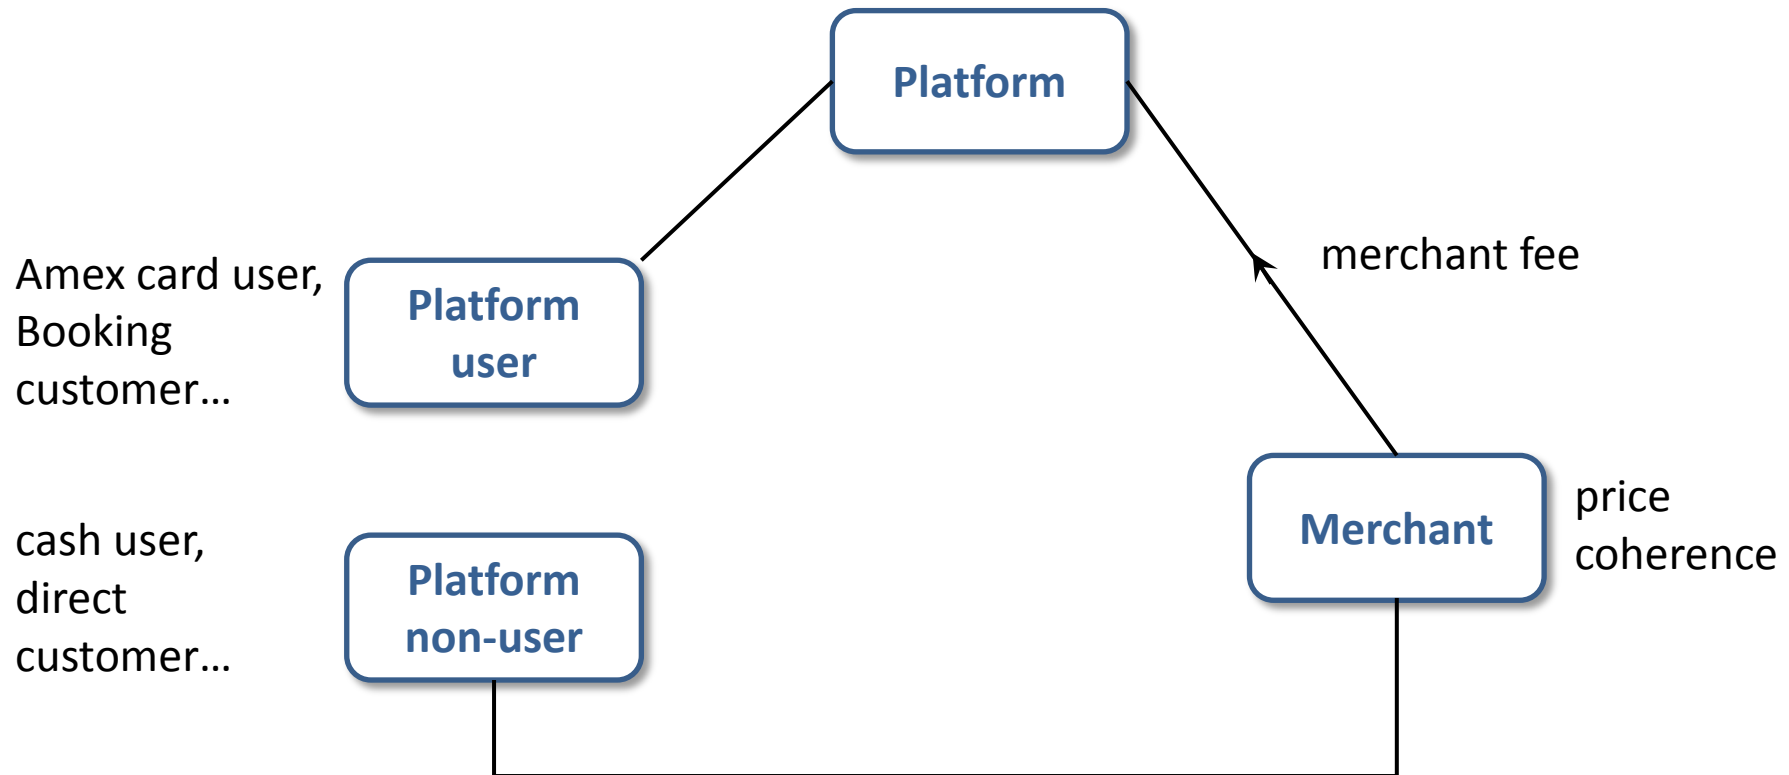 Platform
merchant fee
Amex card user,
Booking
customer...
Platform
user
Merchant
price
coherence
cash user,
direct
customer...
Platform
non-user